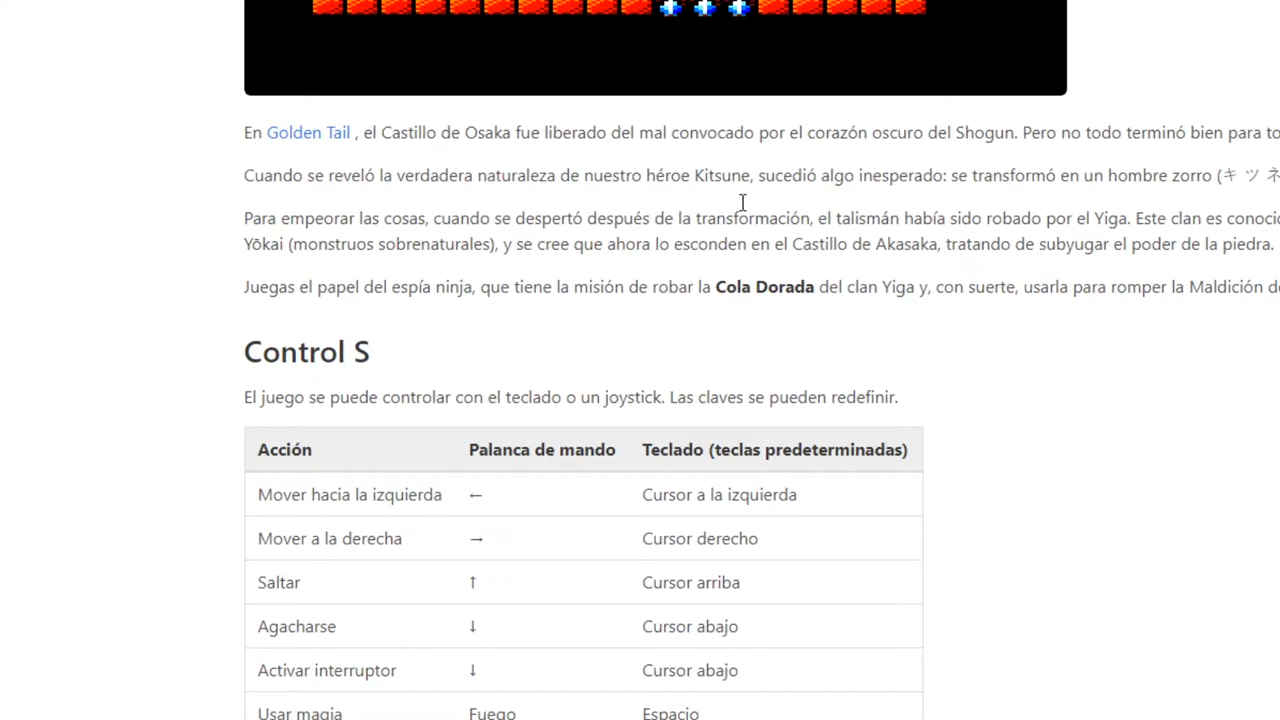 En Golden Tail , el Castillo de Osaka fue liberado del mal convocado por el corazón oscuro del Shogun. Pero no todo terminó bien para
Cuando se reveló la verdadera naturaleza de nuestro héroe Kitsune, sucedió algo inesperado: se transformó en un hombre zorro (キ ツ ネ
Para empeorar las cosas, cuando se despertó después de la transformación, el talismán había sido robado por el Yiga. Este clan es
Yōkai (monstruos sobrenaturales), y se cree que ahora lo esconden en el Castillo de Akasaka, tratando de subyugar el poder de la piedra.
Juegas el papel del espía ninja, que tiene la misión de robar la Cola Dorada del clan Yiga y, con suerte, usarla para romper la Maldición
Control S
El juego se puede controlar con el teclado o un joystick. Las claves se pueden redefinir.
Acción Palanca de mando Teclado (teclas predeterminadas)
Mover hacia la izquierda ← Cursor a la izquierda
Mover a la derecha → Cursor derecho
Saltar ↑ Cursor arriba
Agacharse ↓ Cursor abajo
Activar interruptor ↓ Cursor abajo
Usar magia Fuego Espacio